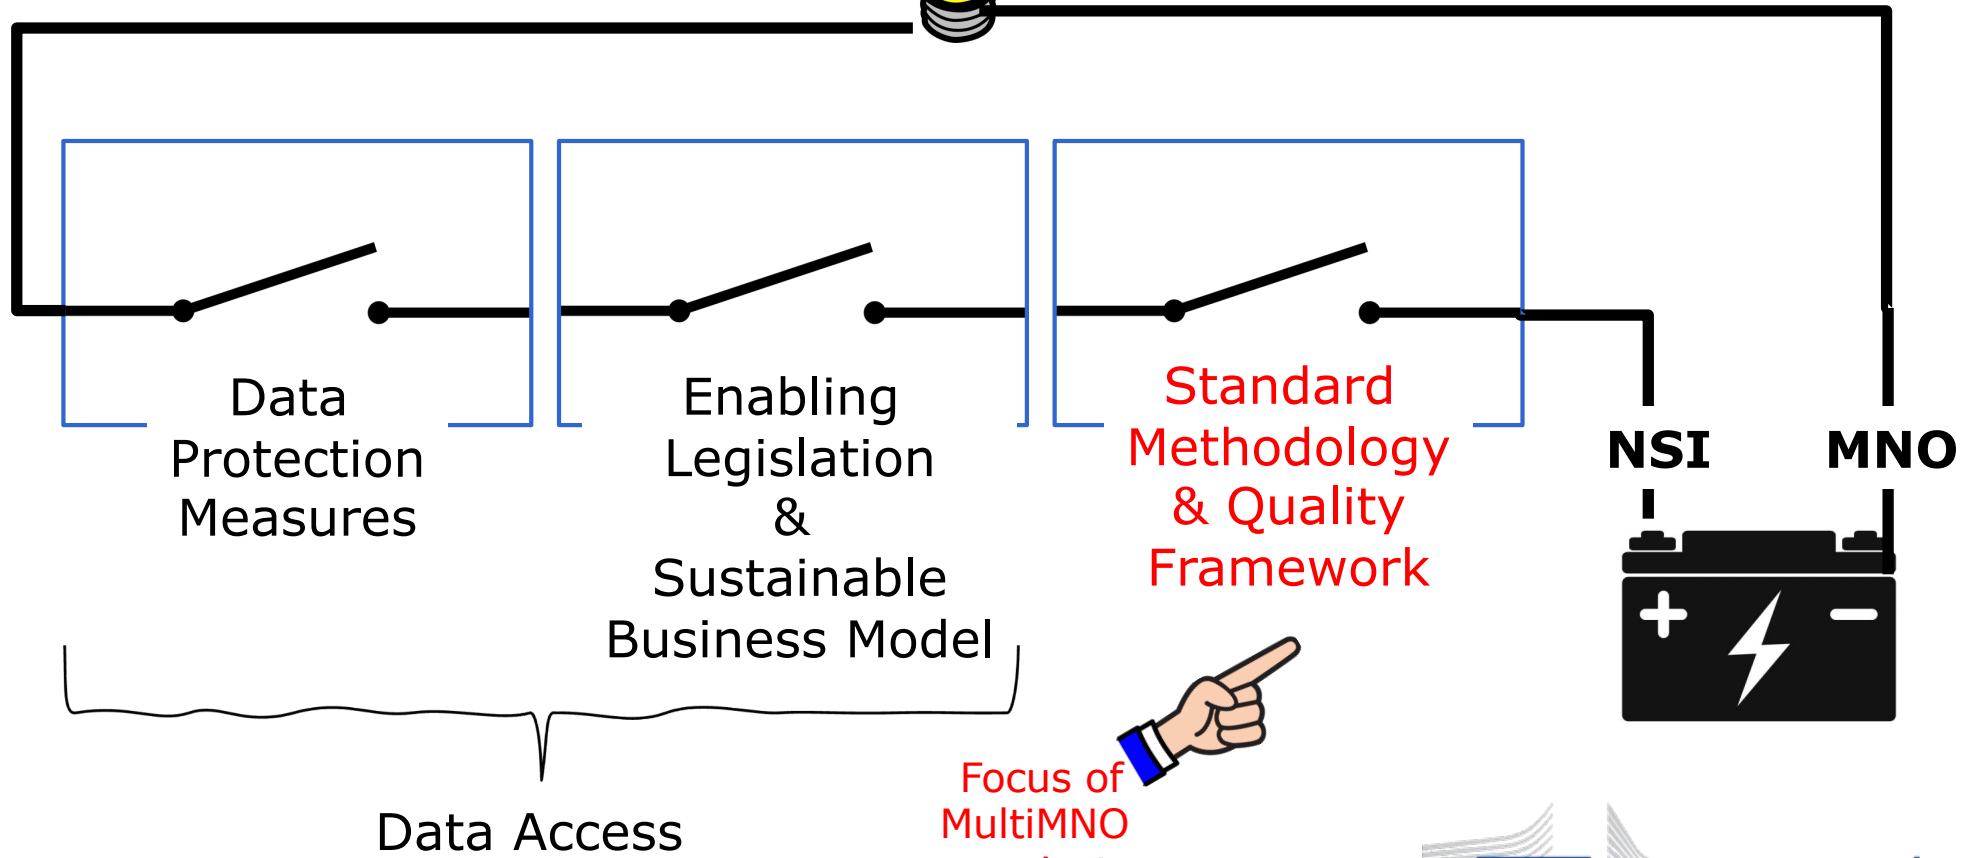 Data
Protection
Measures
Enabling
Legislation
&
Sustainable
Business Model
Standard
Methodology
& Quality
Framework
NSI
MNO
Data Access
Focus of
MultiMNO